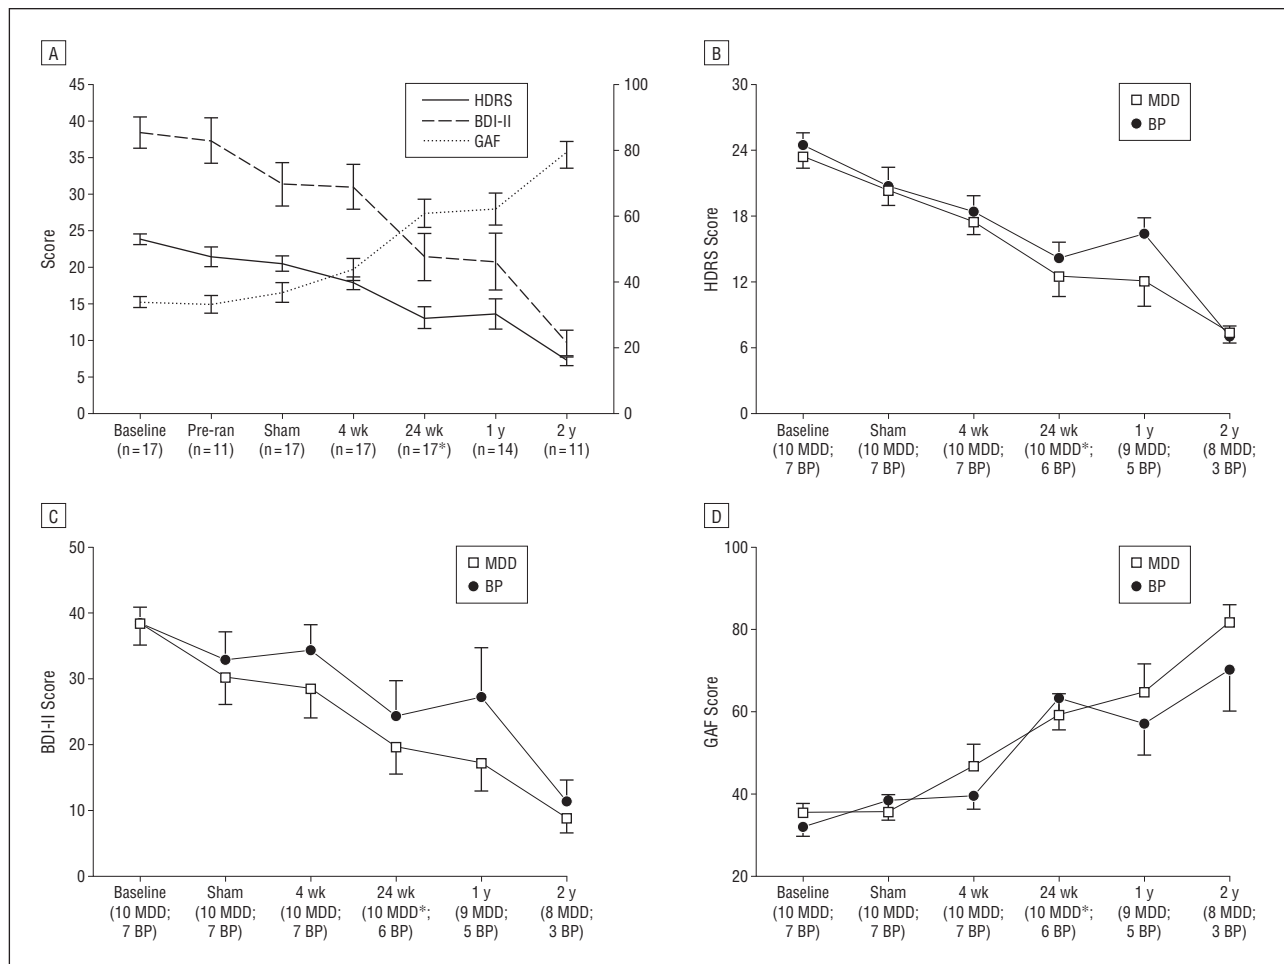 A
45
40
35
30
25
20
15
10
5
0
Score
100
80
60
40
20
0
HDRS
BDI-II
GAF
Baseline Pre-ran Sham 4 wk 24 wk 1 y 2 y
(n=17) (n=11) (n=17) (n=17) (n=17*) (n=14) (n=11)
B
30
24
18
12
6
0
HDRS Score
MDD
BP
Baseline Sham 4 wk 24 wk 1 y 2 y
(10 MDD; (10 MDD; (10 MDD; (10 MDD*; (9 MDD; (8 MDD;
7 BP) 7 BP) 7 BP) 6 BP) 5 BP) 3 BP)
C
50
40
30
20
10
0
BDI-II Score
MDD
BP
Baseline Sham 4 wk 24 wk 1 y 2 y
(10 MDD; (10 MDD; (10 MDD; (10 MDD*; (9 MDD; (8 MDD;
7 BP) 7 BP) 7 BP) 6 BP) 5 BP) 3 BP)
D
100
80
60
40
20
GAF Score
MDD
BP
Baseline Sham 4 wk 24 wk 1 y 2 y
(10 MDD; (10 MDD; (10 MDD; (10 MDD*; (9 MDD; (8 MDD;
7 BP) 7 BP) 7 BP) 6 BP) 5 BP) 3 BP)